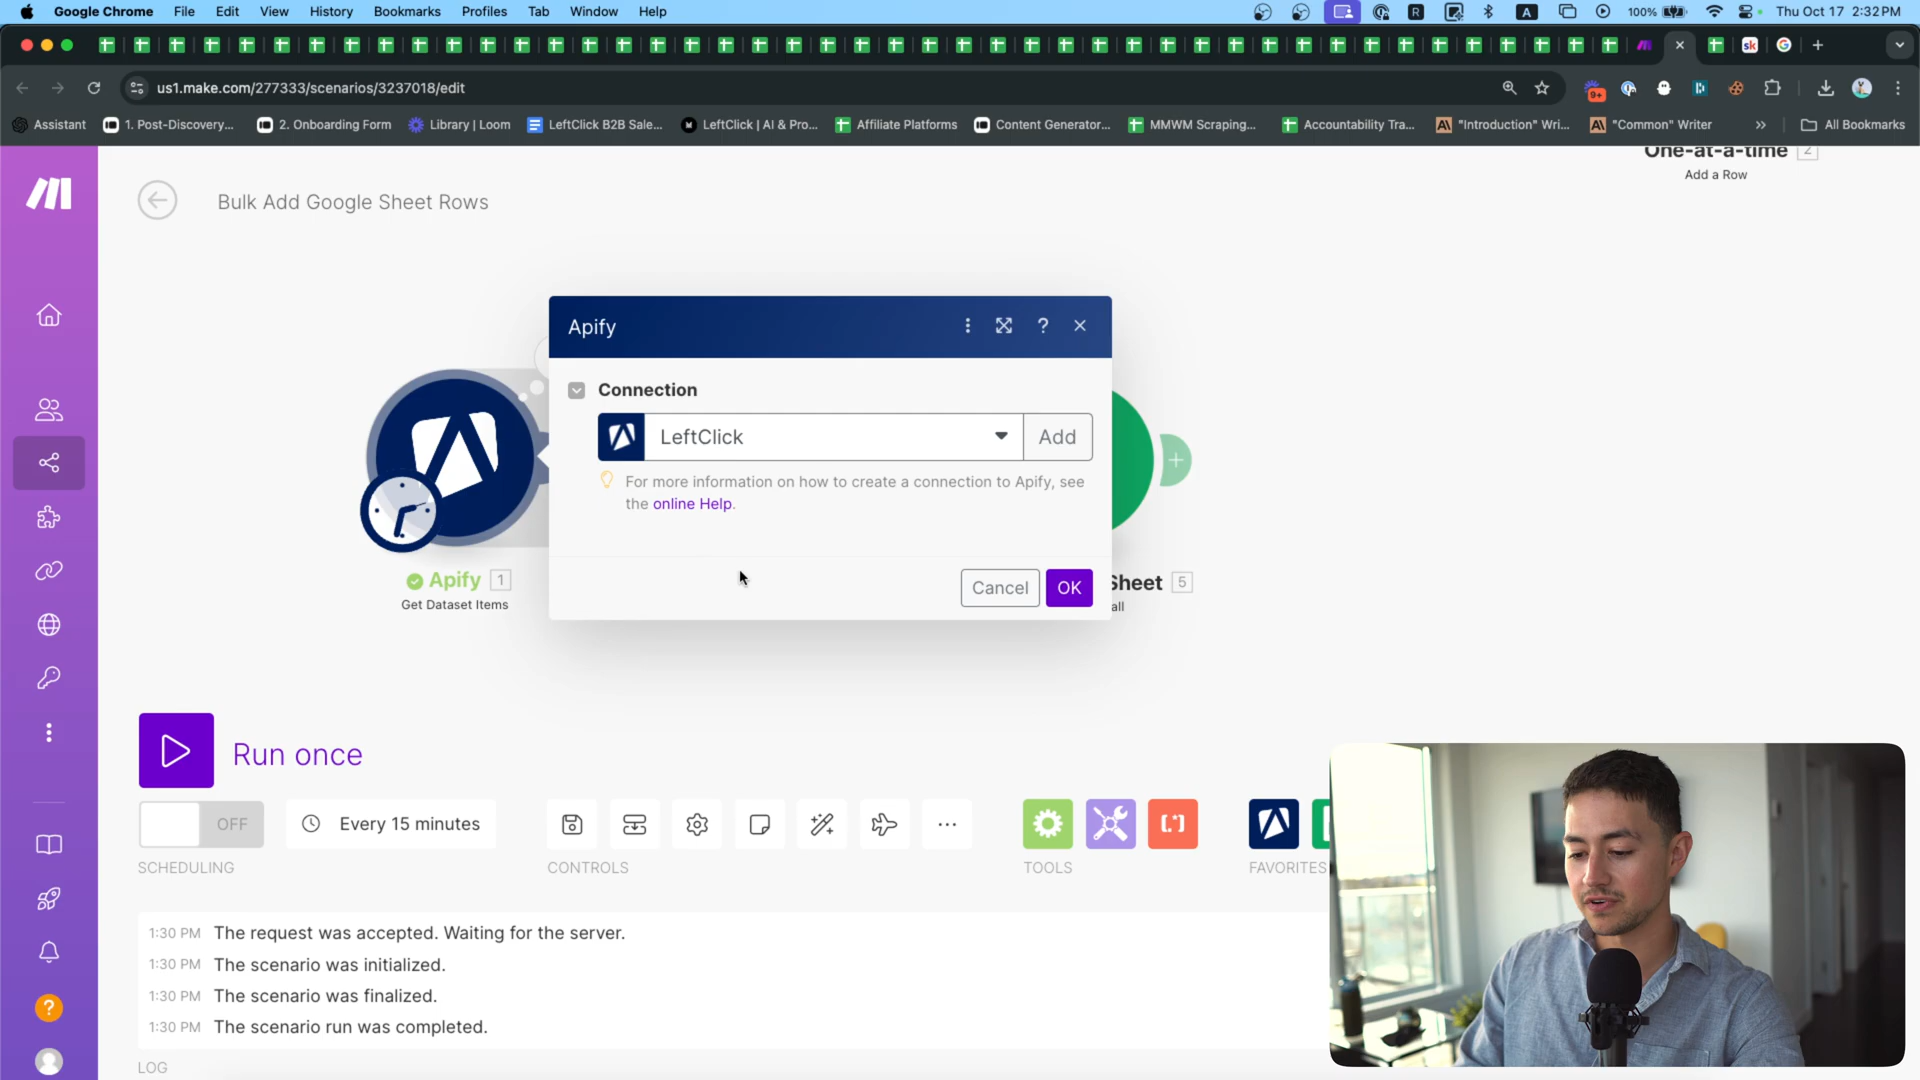 Google Chrome File Edit View History Bookmarks Profiles Tab Window Help
R A 100% Thu Oct 17 2:32 PM
sk
us1.make.com/277333/scenarios/3237018/edit
9+
Assistant 1. Post-Discovery... 2. Onboarding Form Library | Loom LeftClick B2B Sale... LeftClick | AI & Pro... Affiliate Platforms Content Generator... MMWM Scraping... Accountability Tra... "Introduction" Wri... "Common" Writer » All Bookmarks
One-at-a-time 2
Add a Row
Bulk Add Google Sheet Rows
Apify ?
Connection
LeftClick Add
For more information on how to create a connection to Apify, see
the online Help.
Cancel OK
Apify 1
Get Dataset Items
Sheet 5
all
Run once
OFF Every 15 minutes
SCHEDULING CONTROLS TOOLS FAVORITES
1:30 PM The request was accepted. Waiting for the server.
1:30 PM The scenario was initialized.
1:30 PM The scenario was finalized.
1:30 PM The scenario run was completed.
LOG